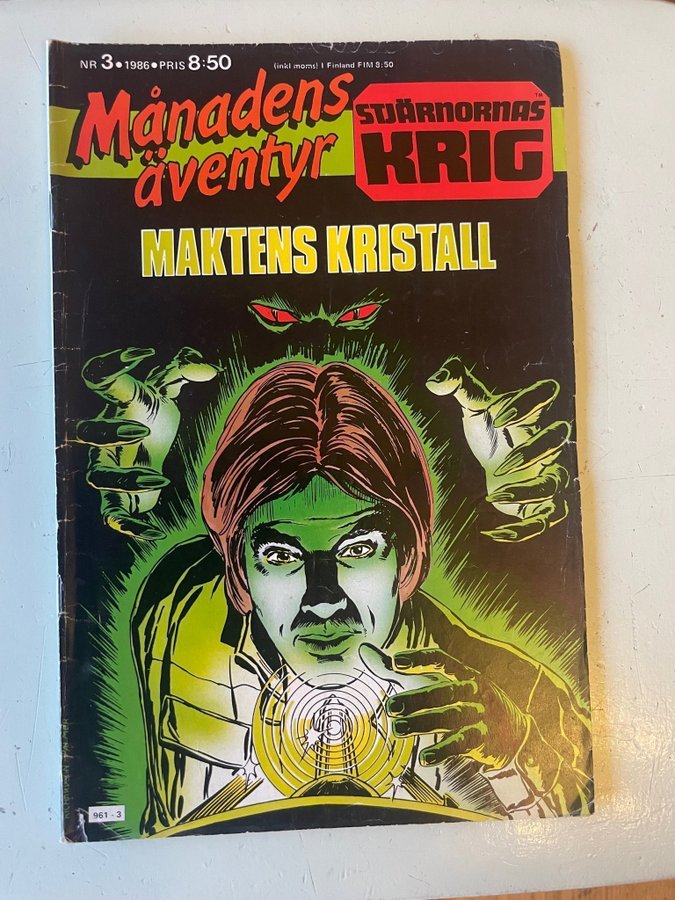 NR 3 • 1986 • PRIS 8:50 (inkl moms) I Finland FIM 8:50
Månadens
äventyr
STJÄRNORNAS™
KRIG
MAKTENS KRISTALL
961 - 3